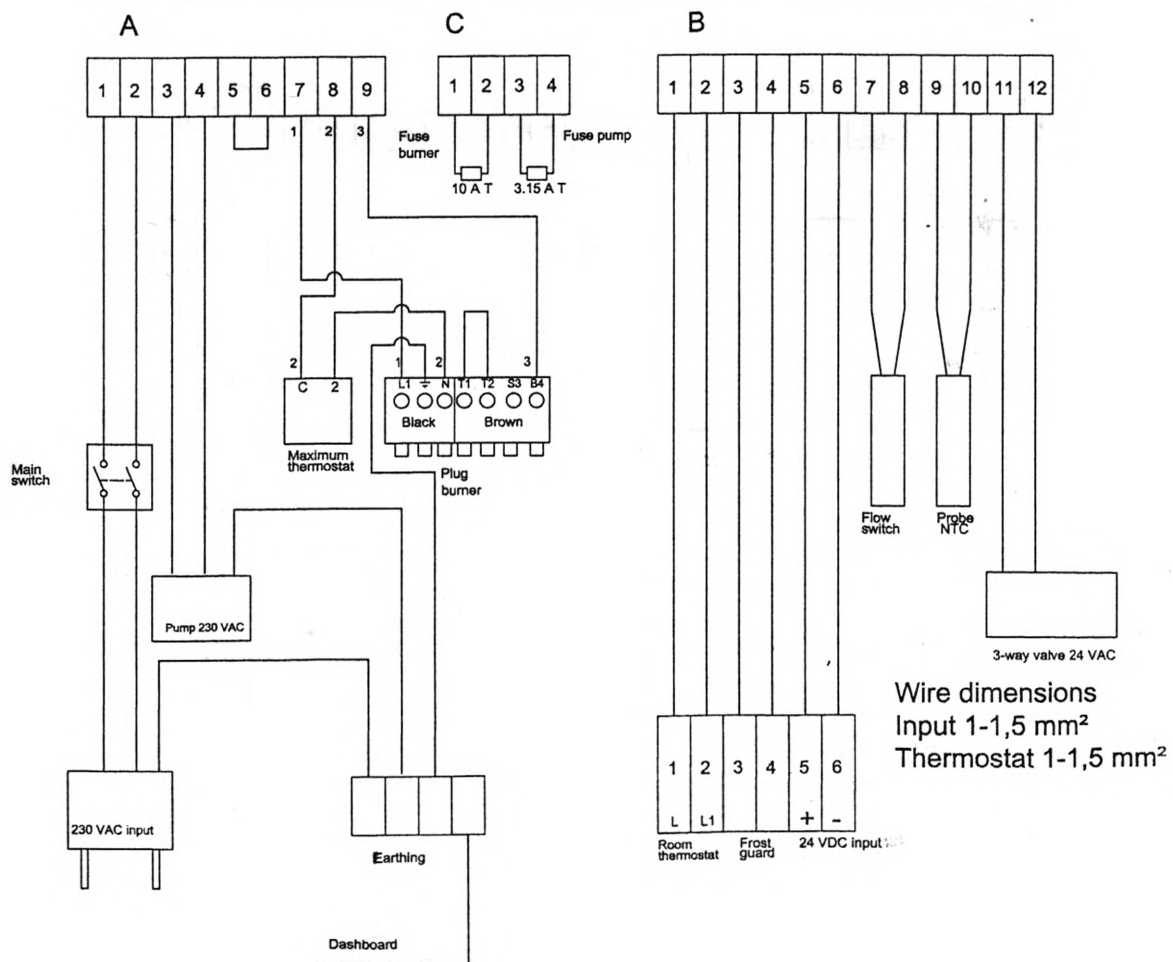 A
C
B
1 2 3 4 5 6 7 8 9
1 2 3 4
1 2 3 4 5 6 7 8 9 10 11 12
1 2 3
Fuse
burner
Fuse pump
10 A T
3.15 A T
2
C 2
Maximum
thermostat
1 2 3
L1 N T1 T2 S3 B4
Black
Brown
Plug
burner
Main
switch
Flow
switch
Probe
NTC
Pump 230 VAC
3-way valve 24 VAC
Wire dimensions
Input 1-1,5 mm²
Thermostat 1-1,5 mm²
1 2 3 4 5 6
L L1 + -
Room
thermostat
Frost
guard
24 VDC input
230 VAC input
Earthing
Dashboard